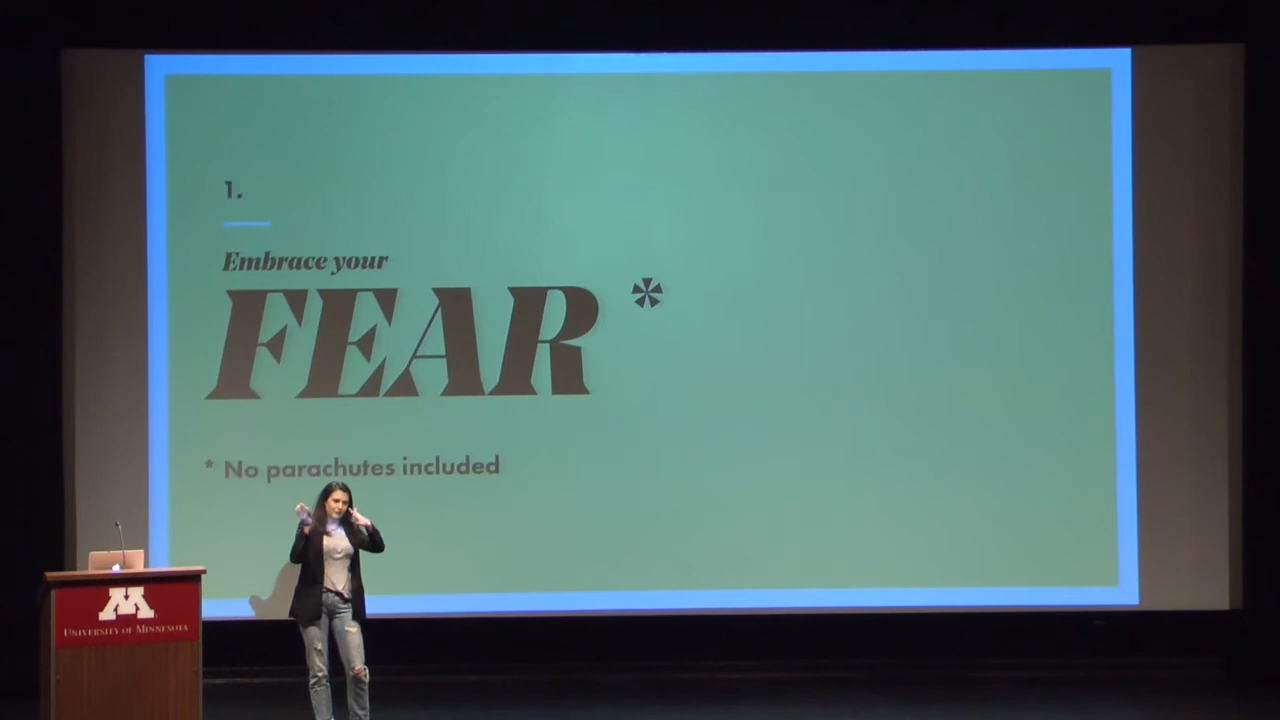 1.
Embrace your
FEAR *
* No parachutes included
M
UNIVERSITY OF MINNESOTA